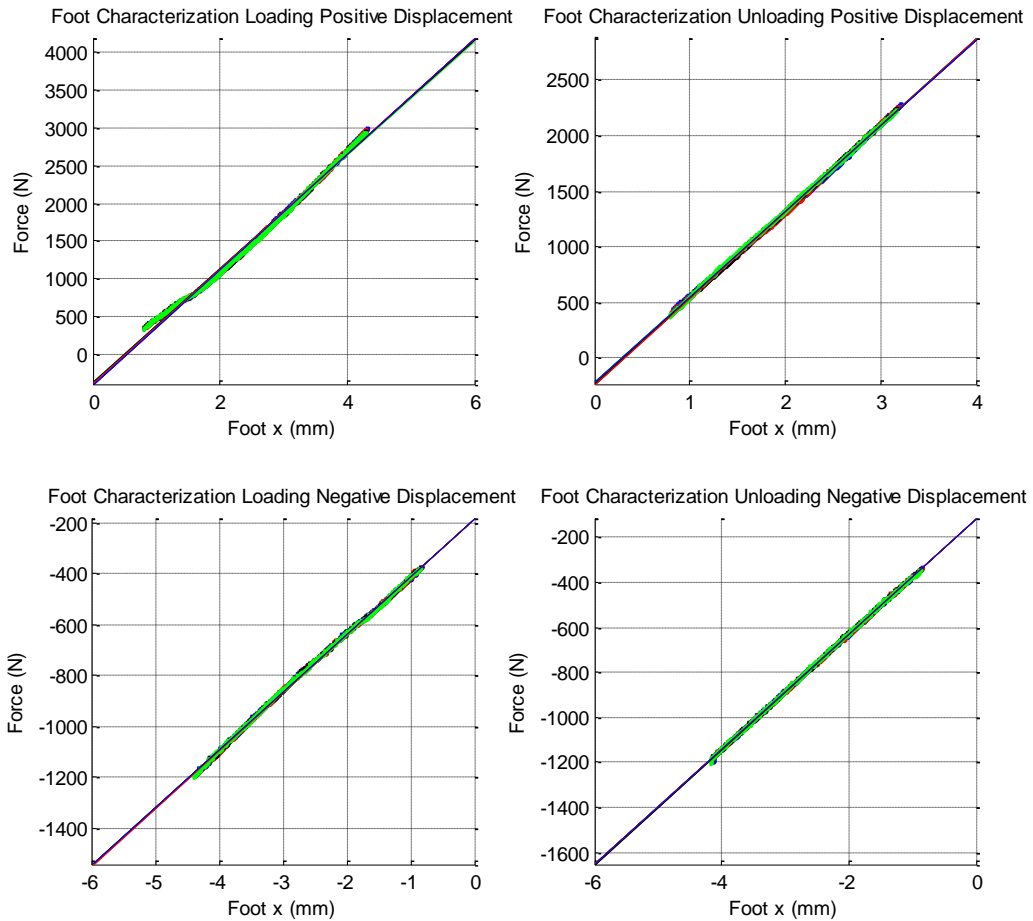 Foot Characterization Loading Positive Displacement
4000
3500
3000
2500
2000
1500
1000
500
0
Force (N)
0 2 4 6
Foot x (mm)
Foot Characterization Unloading Positive Displacement
2500
2000
1500
1000
500
0
Force (N)
0 1 2 3 4
Foot x (mm)
Foot Characterization Loading Negative Displacement
-200
-400
-600
-800
-1000
-1200
-1400
Force (N)
-6 -5 -4 -3 -2 -1 0
Foot x (mm)
Foot Characterization Unloading Negative Displacement
-200
-400
-600
-800
-1000
-1200
-1400
-1600
Force (N)
-6 -4 -2 0
Foot x (mm)